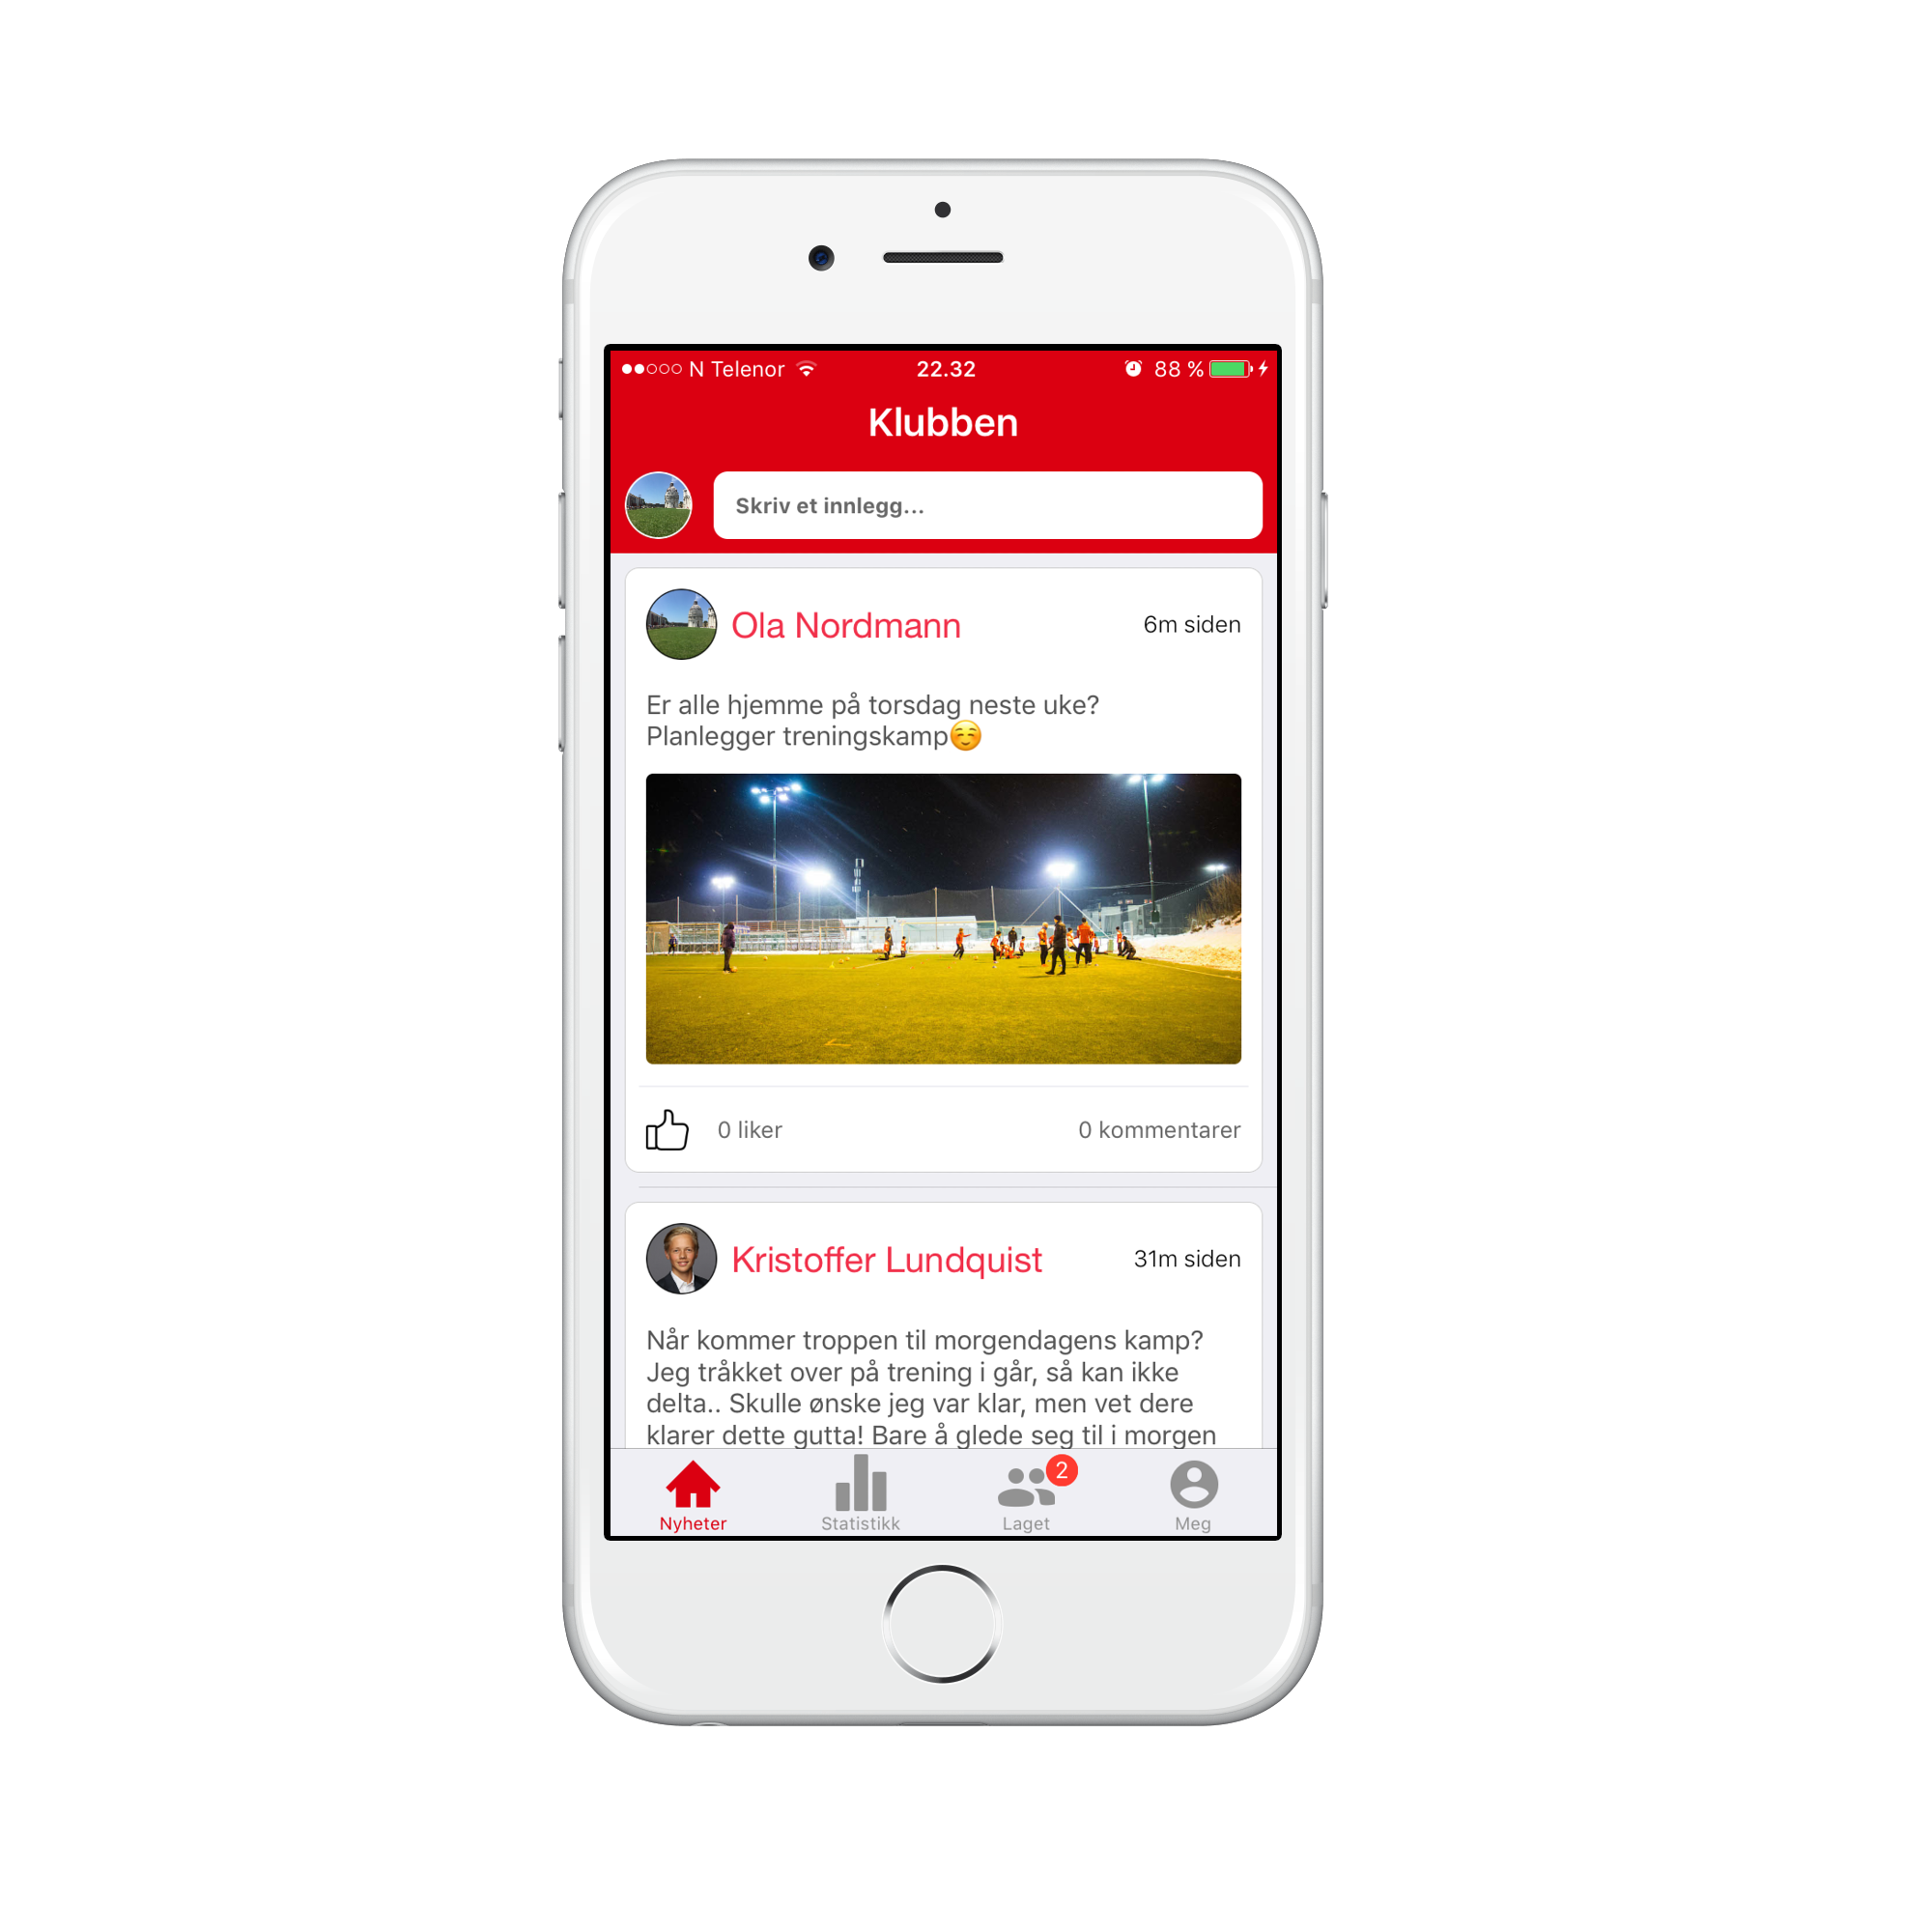 N Telenor 22.32 88 %
Klubben
Skriv et innlegg...
Ola Nordmann 6m siden
Er alle hjemme på torsdag neste uke?
Planlegger treningskamp☺️
0 liker 0 kommentarer
Kristoffer Lundquist 31m siden
Når kommer troppen til morgendagens kamp?
Jeg tråkket over på trening i går, så kan ikke
delta.. Skulle ønske jeg var klar, men vet dere
klarer dette gutta! Bare å glede seg til i morgen
2
Nyheter Statistikk Laget Meg